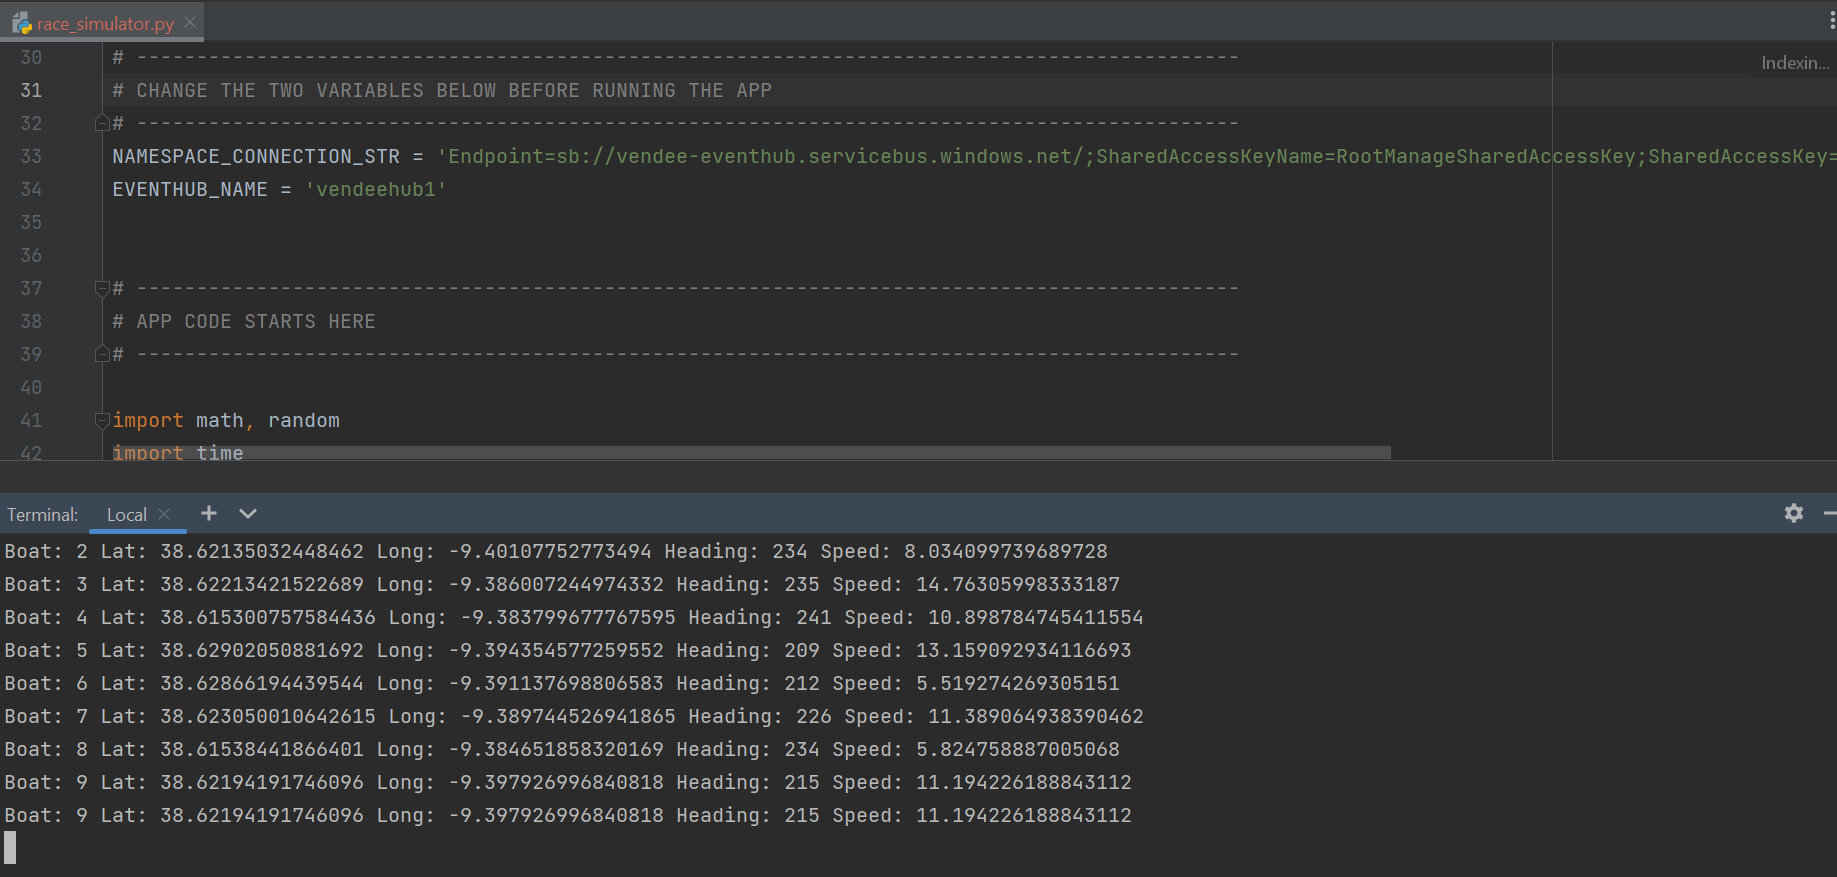 race_simulator.py
30 # --------------------------------------------------------------------------------------------
Indexin...
31 # CHANGE THE TWO VARIABLES BELOW BEFORE RUNNING THE APP
32 # --------------------------------------------------------------------------------------------
33 NAMESPACE_CONNECTION_STR = 'Endpoint=sb://vendee-eventhub.servicebus.windows.net/;SharedAccessKeyName=RootManageSharedAccessKey;SharedAccessKey=
34 EVENTHUB_NAME = 'vendeehub1'
35
36
37 # --------------------------------------------------------------------------------------------
38 # APP CODE STARTS HERE
39 # --------------------------------------------------------------------------------------------
40
41 import math, random
42 import time
Terminal: Local
Boat: 2 Lat: 38.62135032448462 Long: -9.40107752773494 Heading: 234 Speed: 8.034099739689728
Boat: 3 Lat: 38.62213421522689 Long: -9.386007244974332 Heading: 235 Speed: 14.76305998333187
Boat: 4 Lat: 38.615300757584436 Long: -9.383799677767595 Heading: 241 Speed: 10.898784745411554
Boat: 5 Lat: 38.62902050881692 Long: -9.394354577259552 Heading: 209 Speed: 13.159092934116693
Boat: 6 Lat: 38.62866194439544 Long: -9.391137698806583 Heading: 212 Speed: 5.519274269305151
Boat: 7 Lat: 38.623050010642615 Long: -9.389744526941865 Heading: 226 Speed: 11.389064938390462
Boat: 8 Lat: 38.61538441866401 Long: -9.384651858320169 Heading: 234 Speed: 5.824758887005068
Boat: 9 Lat: 38.62194191746096 Long: -9.397926996840818 Heading: 215 Speed: 11.194226188843112
Boat: 9 Lat: 38.62194191746096 Long: -9.397926996840818 Heading: 215 Speed: 11.194226188843112